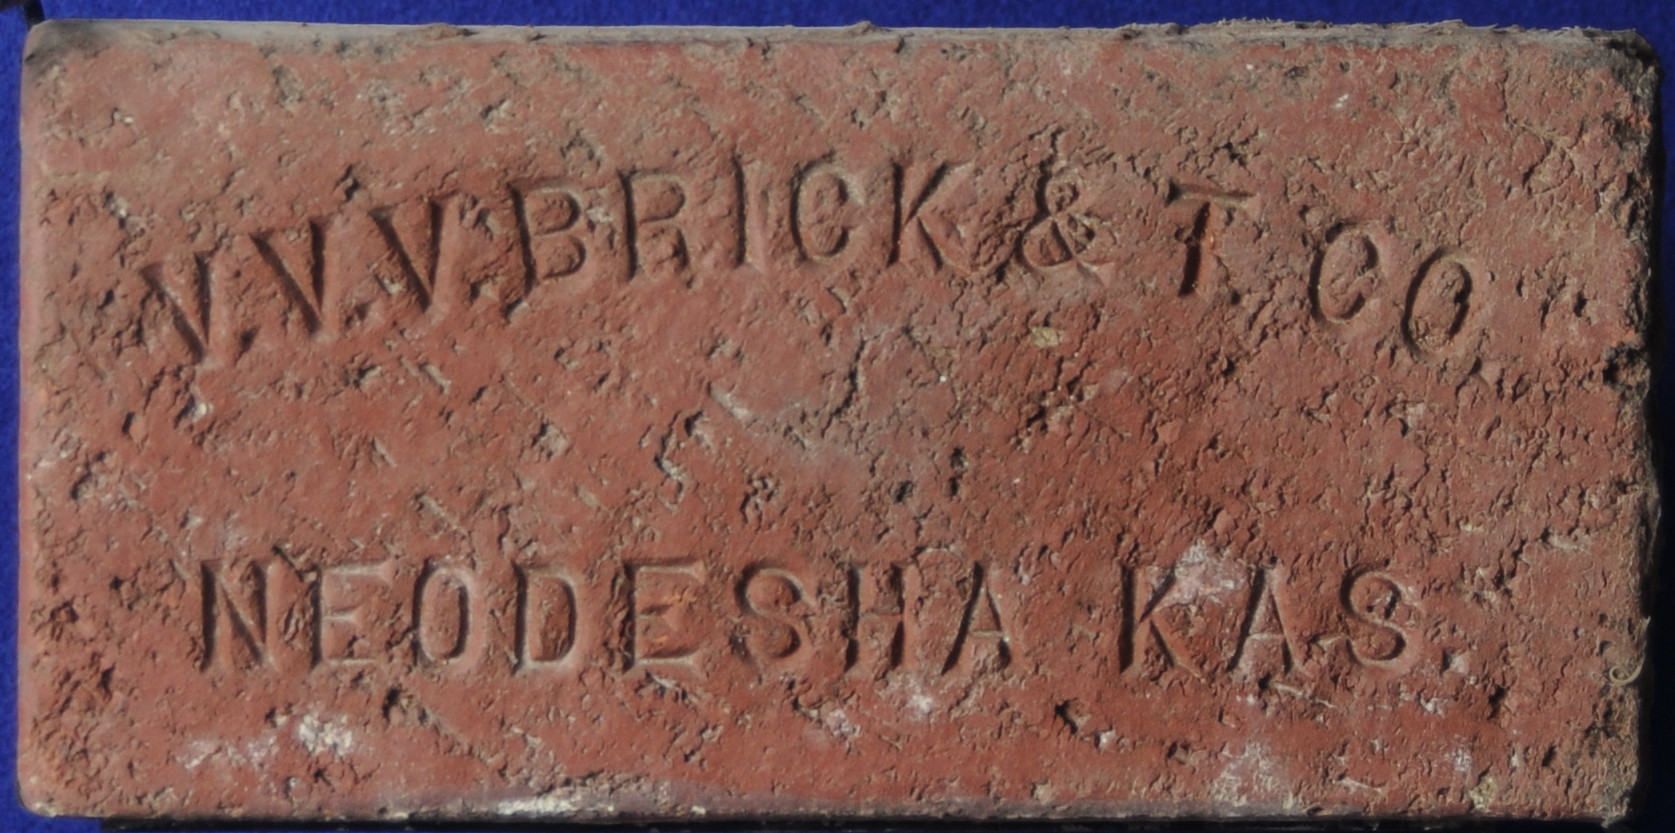 V.V.V. BRICK & T CO.
NEODESHA KAS.